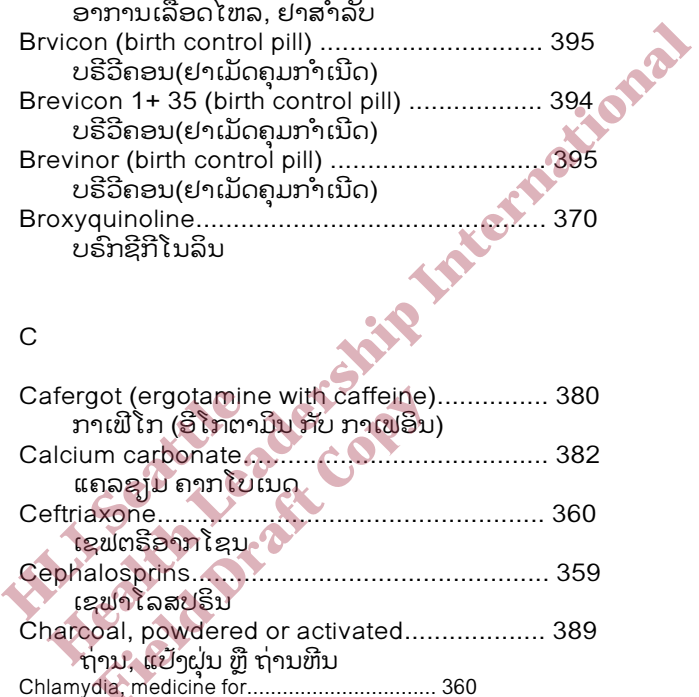 ອາການເລືອດໄຫລ, ຢາສຳລັບ
Brvicon (birth control pill) ............................. 395
ບຣີວີຄອນ(ຢາເມັດຄຸມກຳເນີດ)
Brevicon 1+ 35 (birth control pill) .................. 394
ບຣີວີຄອນ(ຢາເມັດຄຸມກຳເນີດ)
Brevinor (birth control pill) ............................ 395
ບຣີວີຄອນ(ຢາເມັດຄຸມກຳເນີດ)
Broxyquinoline.............................................. 370
ບຣົກຊີກີໂນລິນ
C
Cafergot (ergotamine with caffeine)............... 380
ກາເຟີໂກ (ອີໂກຕາມິນ ກັບ ກາເຟອິນ)
Calcium carbonate........................................ 382
ແຄລຊຽມ ຄາກໂບເນດ
Ceftriaxone................................................... 360
ເຊຟຕຣີອາກໂຊນ
Cephalosprins............................................... 359
ເຊຟາໂລສປຣິນ
Charcoal, powdered or activated................... 389
ຖ່ານ, ແປ້ງຝຸ່ນ ຫຼື ຖ່ານຫີນ
Chlamydia, medicine for............................... 360
HLI Seattle
Health Leadership International
Field Draft Copy